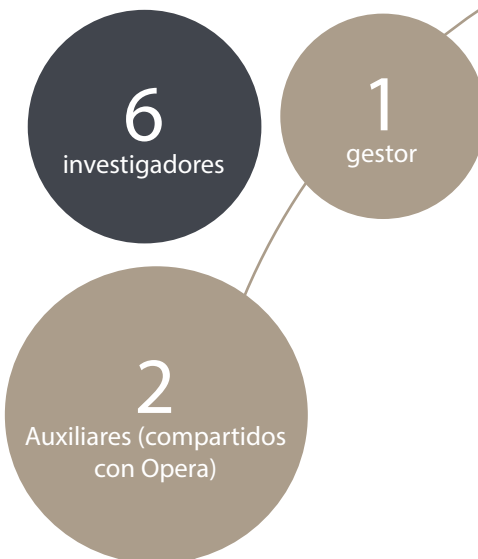 6
investigadores
1
gestor
2
Auxiliares (compartidos
con Opera)